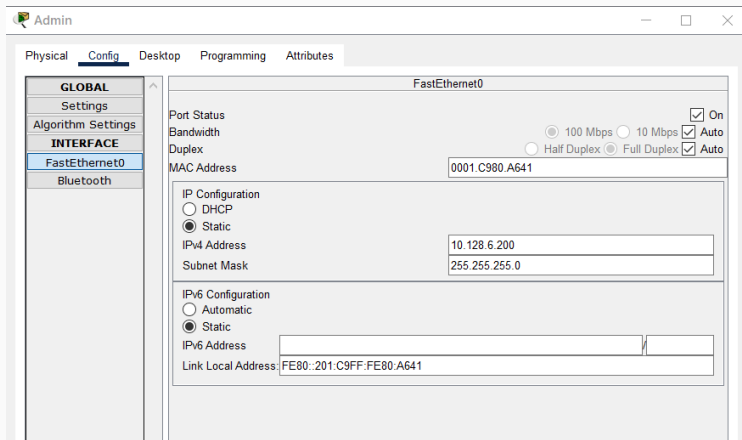 Admin
Physical Config Desktop Programming Attributes
GLOBAL
Settings
Algorithm Settings
INTERFACE
FastEthernet0
Bluetooth
FastEthernet0
Port Status On
Bandwidth 100 Mbps 10 Mbps Auto
Duplex Half Duplex Full Duplex Auto
MAC Address 0001.C980.A641
IP Configuration
DHCP
Static
IPv4 Address 10.128.6.200
Subnet Mask 255.255.255.0
IPv6 Configuration
Automatic
Static
IPv6 Address /
Link Local Address: FE80::201:C9FF:FE80:A641